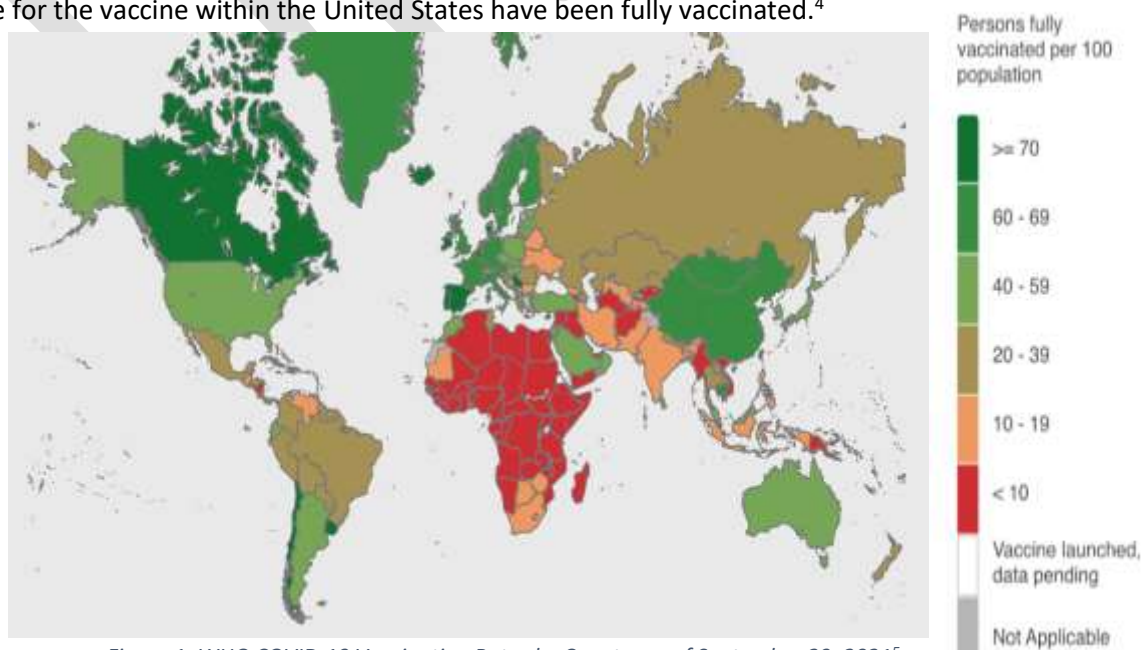 e for the vaccine within the United States have been fully vaccinated.4
Persons fully
vaccinated per 100
population
>= 70
60 - 69
40 - 59
20 - 39
10 - 19
< 10
Vaccine launched,
data pending
Not Applicable